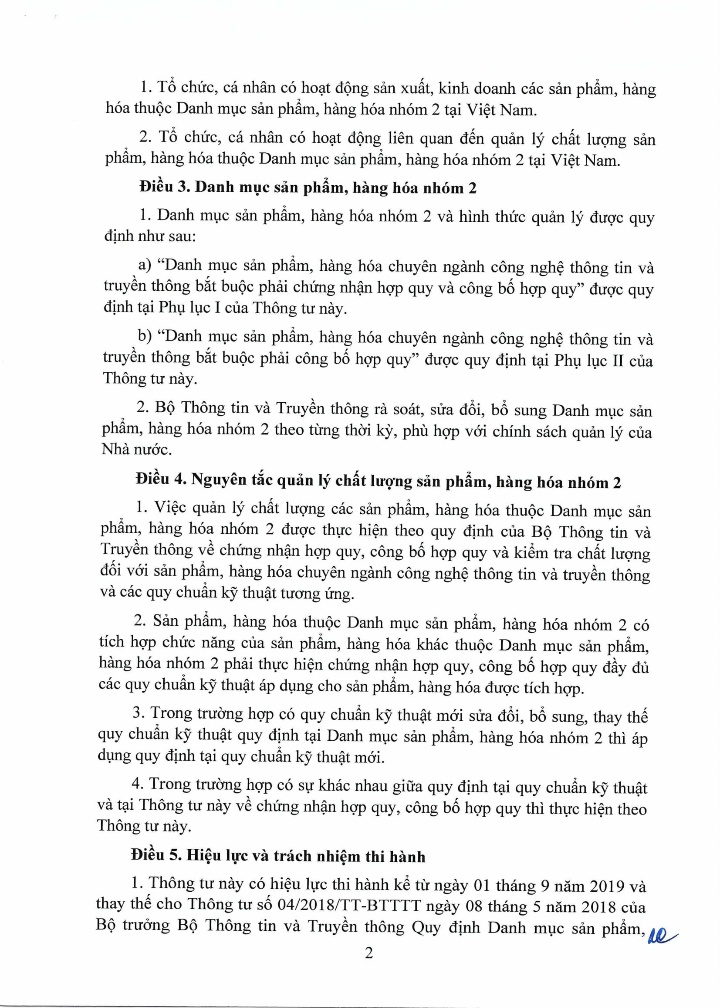 1. Tổ chức, cá nhân có hoạt động sản xuất, kinh doanh các sản phẩm, hàng
hóa thuộc Danh mục sản phẩm, hàng hóa nhóm 2 tại Việt Nam.
2. Tổ chức, cá nhân có hoạt động liên quan đến quản lý chất lượng sản
phẩm, hàng hóa thuộc Danh mục sản phẩm, hàng hóa nhóm 2 tại Việt Nam.
Điều 3. Danh mục sản phẩm, hàng hóa nhóm 2
1. Danh mục sản phẩm, hàng hóa nhóm 2 và hình thức quản lý được quy
định như sau:
a) “Danh mục sản phẩm, hàng hóa chuyên ngành công nghệ thông tin và
truyền thông bắt buộc phải chứng nhận hợp quy và công bố hợp quy” được quy
định tại Phụ lục I của Thông tư này.
b) “Danh mục sản phẩm, hàng hóa chuyên ngành công nghệ thông tin và
truyền thông bắt buộc phải công bố hợp quy” được quy định tại Phụ lục II của
Thông tư này.
2. Bộ Thông tin và Truyền thông rà soát, sửa đổi, bổ sung Danh mục sản
phẩm, hàng hóa nhóm 2 theo từng thời kỳ, phù hợp với chính sách quản lý của
Nhà nước.
Điều 4. Nguyên tắc quản lý chất lượng sản phẩm, hàng hóa nhóm 2
1. Việc quản lý chất lượng các sản phẩm, hàng hóa thuộc Danh mục sản
phẩm, hàng hóa nhóm 2 được thực hiện theo quy định của Bộ Thông tin và
Truyền thông về chứng nhận hợp quy, công bố hợp quy và kiểm tra chất lượng
đối với sản phẩm, hàng hóa chuyên ngành công nghệ thông tin và truyền thông
và các quy chuẩn kỹ thuật tương ứng.
2. Sản phẩm, hàng hóa thuộc Danh mục sản phẩm, hàng hóa nhóm 2 có
tích hợp chức năng của sản phẩm, hàng hóa khác thuộc Danh mục sản phẩm,
hàng hóa nhóm 2 phải thực hiện chứng nhận hợp quy, công bố hợp quy đầy đủ
các quy chuẩn kỹ thuật áp dụng cho sản phẩm, hàng hóa được tích hợp.
3. Trong trường hợp có quy chuẩn kỹ thuật mới sửa đổi, bổ sung, thay thế
quy chuẩn kỹ thuật quy định tại Danh mục sản phẩm, hàng hóa nhóm 2 thì áp
dụng quy định tại quy chuẩn kỹ thuật mới.
4. Trong trường hợp có sự khác nhau giữa quy định tại quy chuẩn kỹ thuật
và tại Thông tư này về chứng nhận hợp quy, công bố hợp quy thì thực hiện theo
Thông tư này.
Điều 5. Hiệu lực và trách nhiệm thi hành
1. Thông tư này có hiệu lực thi hành kể từ ngày 01 tháng 9 năm 2019 và
thay thế cho Thông tư số 04/2018/TT-BTTTT ngày 08 tháng 5 năm 2018 của
Bộ trưởng Bộ Thông tin và Truyền thông Quy định Danh mục sản phẩm,
2